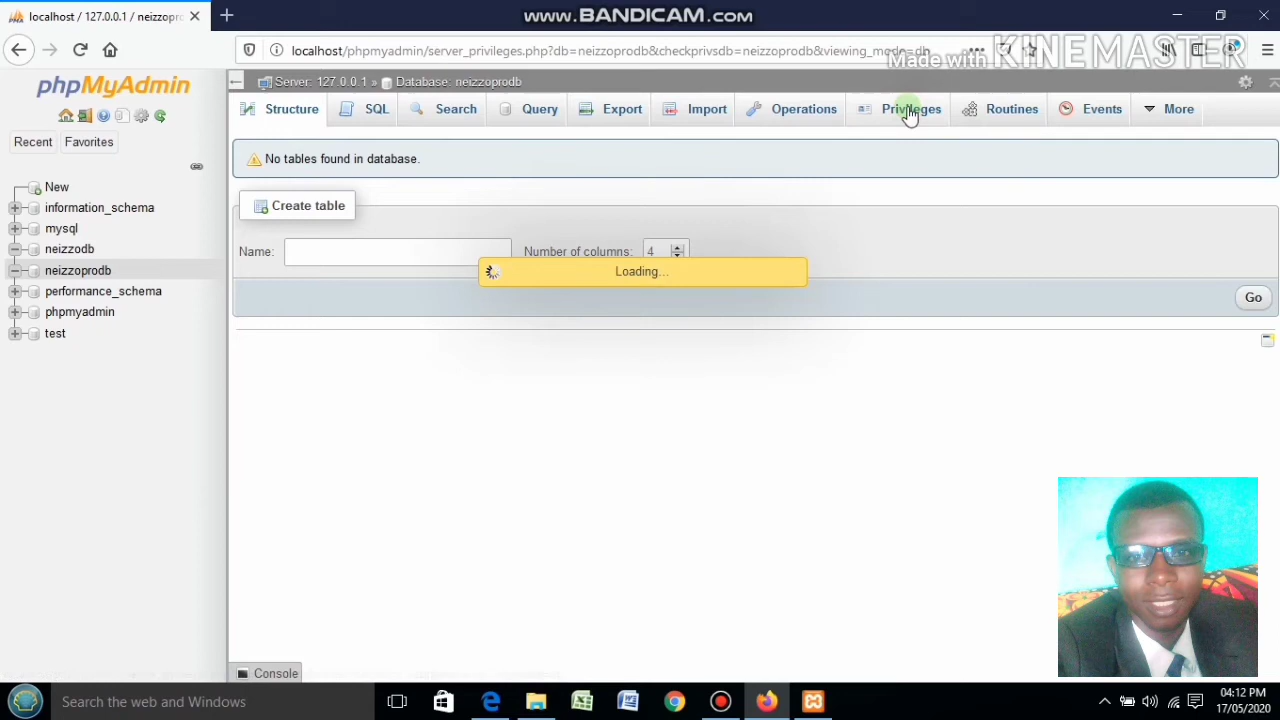 localhost / 127.0.0.1 / neizzopro
www.BANDICAM.com
localhost/phpmyadmin/server_privileges.php?db=neizzoprodb&checkprivsdb=neizzoprodb&viewing_mode=db
Made with KINEMASTER
phpMyAdmin
Server: 127.0.0.1 » Database: neizzoprodb
Structure SQL Search Query Export Import Operations Privileges Routines Events More
Recent Favorites
No tables found in database.
New
information_schema
mysql
neizzodb
neizzoprodb
performance_schema
phpmyadmin
test
Create table
Name: Number of columns: 4
Loading...
Go
Console
Search the web and Windows
04:12 PM
17/05/2020